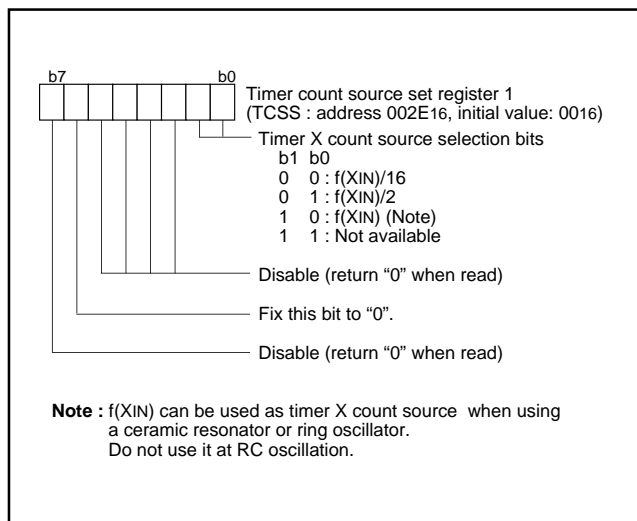 b7 b0
Timer count source set register 1
(TCSS : address 002E16, initial value: 0016)
Timer X count source selection bits
b1 b0
0 0 : f(XIN)/16
0 1 : f(XIN)/2
1 0 : f(XIN) (Note)
1 1 : Not available
Disable (return “0” when read)
Fix this bit to “0”.
Disable (return “0” when read)
Note : f(XIN) can be used as timer X count source when using
a ceramic resonator or ring oscillator.
Do not use it at RC oscillation.